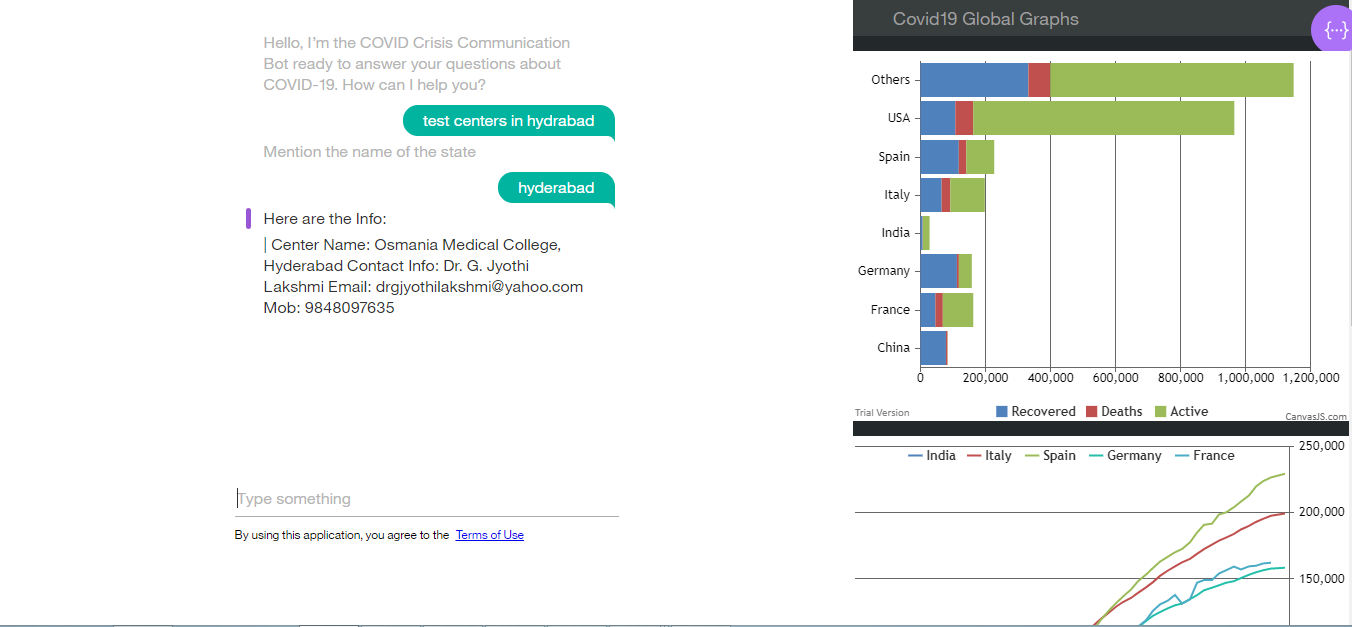 Hello, I'm the COVID Crisis Communication
Bot ready to answer your questions about
COVID-19. How can I help you?
test centers in hydrabad
Mention the name of the state
hyderabad
Here are the Info:
| Center Name: Osmania Medical College,
Hyderabad Contact Info: Dr. G. Jyothi
Lakshmi Email: drgjyothilakshmi@yahoo.com
Mob: 9848097635
Type something
By using this application, you agree to the Terms of Use
Covid19 Global Graphs
{··}
Others
USA
Spain
Italy
India
Germany
France
China
0 200,000 400,000 600,000 800,000 1,000,000 1,200,000
Recovered Deaths Active
Trial Version
CanvasJS.com
India Italy Spain Germany France
250,000
200,000
150,000